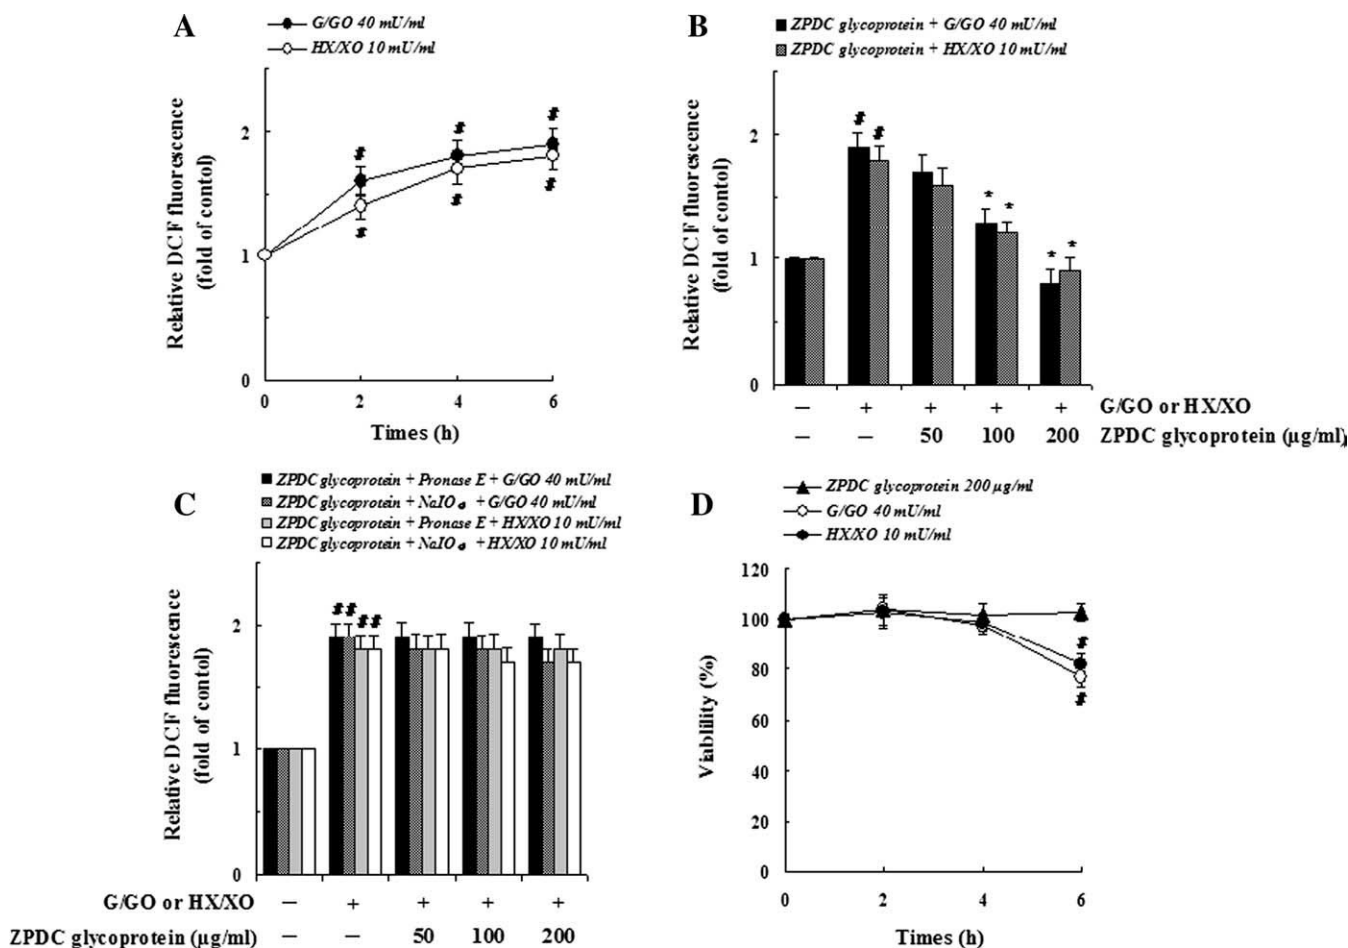 A
G/GO 40 mU/ml
HX/XO 10 mU/ml
Relative DCF fluorescence
(fold of contol)
2
1
0
# # #
# # #
0 2 4 6
Times (h)
B
ZPDC glycoprotein + G/GO 40 mU/ml
ZPDC glycoprotein + HX/XO 10 mU/ml
Relative DCF fluorescence
(fold of contol)
2
1
0
# # * * * *
− + + + + G/GO or HX/XO
− − 50 100 200 ZPDC glycoprotein (µg/ml)
C
ZPDC glycoprotein + Pronase E + G/GO 40 mU/ml
ZPDC glycoprotein + NaIO4 + G/GO 40 mU/ml
ZPDC glycoprotein + Pronase E + HX/XO 10 mU/ml
ZPDC glycoprotein + NaIO4 + HX/XO 10 mU/ml
Relative DCF fluorescence
(fold of contol)
2
1
0
# # # #
G/GO or HX/XO − + + + +
ZPDC glycoprotein (µg/ml) − − 50 100 200
D
ZPDC glycoprotein 200 µg/ml
G/GO 40 mU/ml
HX/XO 10 mU/ml
Viablility (%)
120
100
80
60
40
20
0
#
#
0 2 4 6
Times (h)